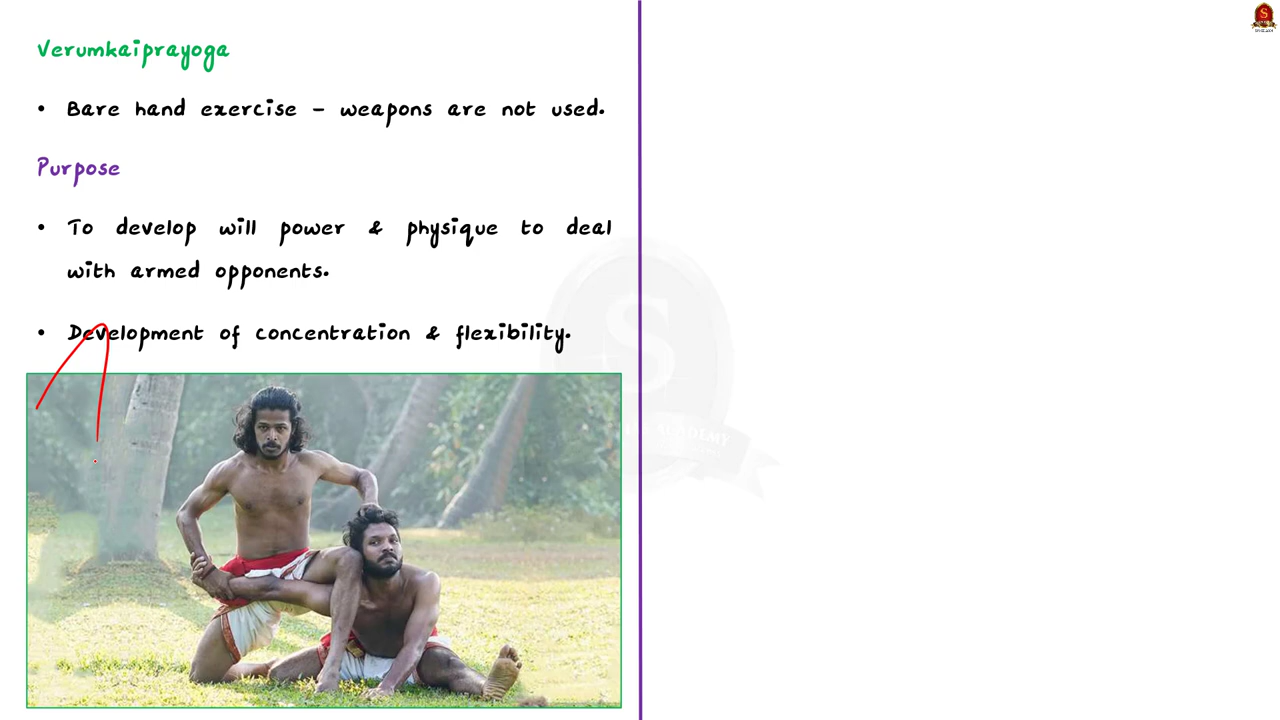 Verumkaiprayoga
• Bare hand exercise – weapons are not used.
Purpose
• To develop will power & physique to deal
with armed opponents.
• Development of concentration & flexibility.
S
ACADEMY
S